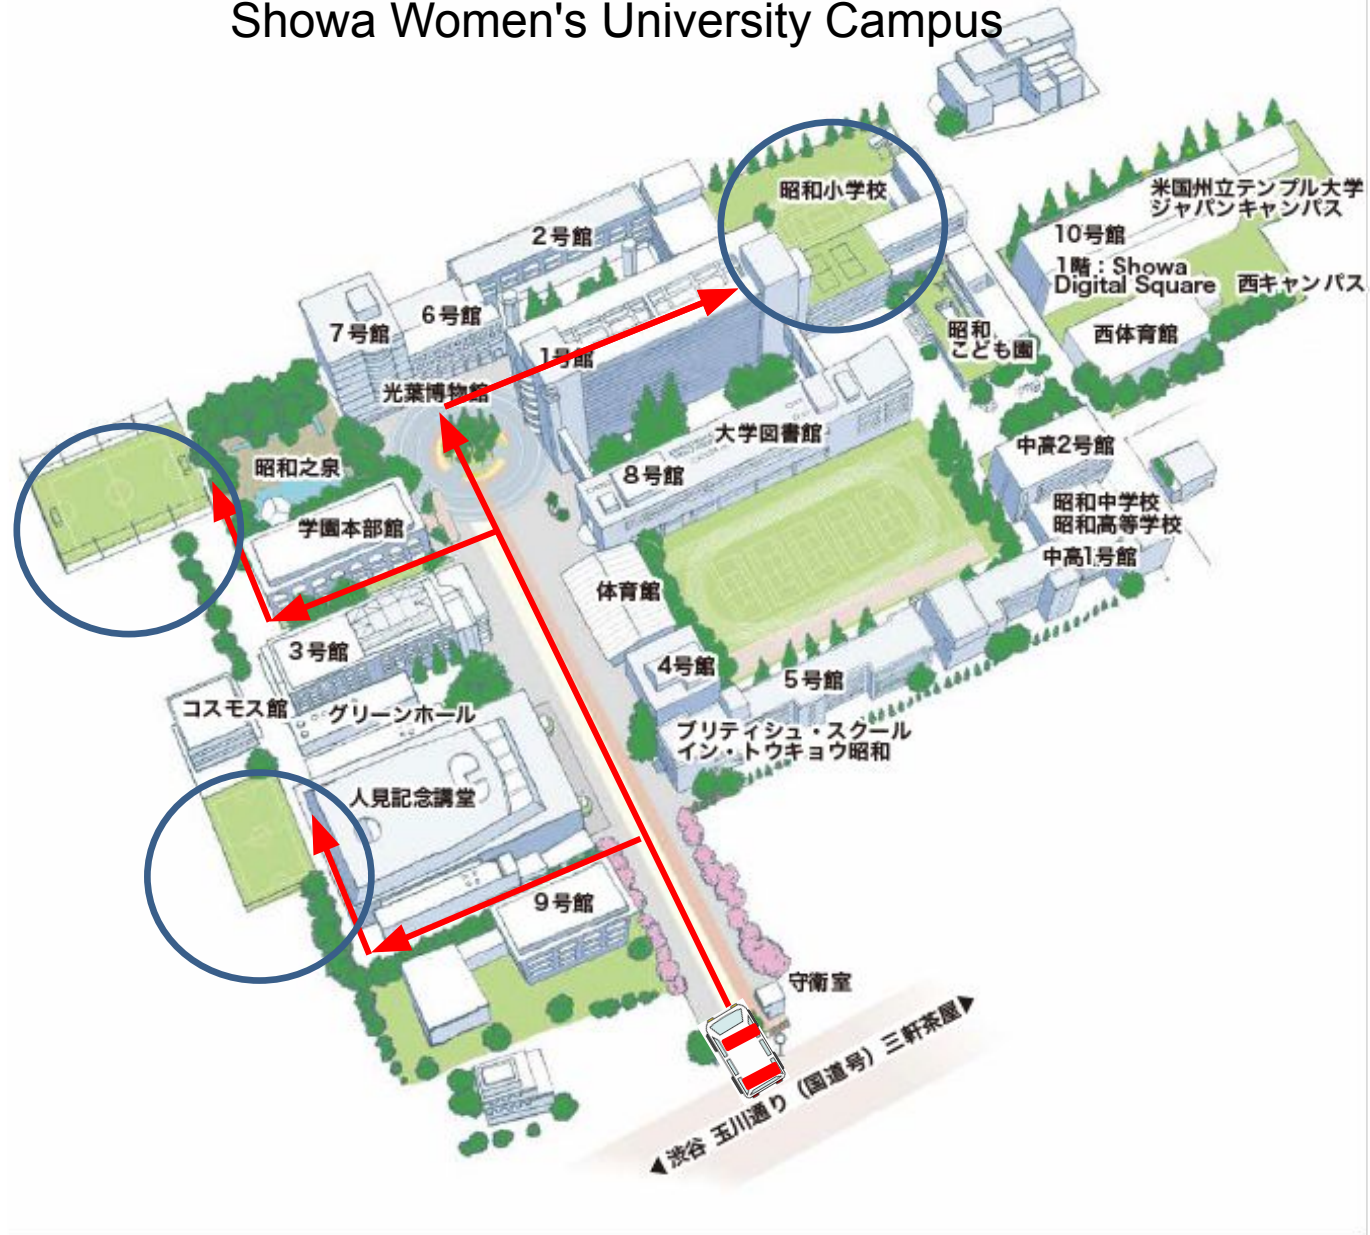 Showa Women's University Campus
昭和小学校
米国州立テンプル大学
ジャパンキャンパス
2号館
10号館
1階：Showa
Digital Square
西キャンパス
6号館
7号館
昭和
こども園
西体育館
1号館
光葉博物館
大学図書館
中高2号館
昭和之泉
8号館
昭和中学校
昭和高等学校
学園本部館
中高1号館
体育館
3号館
4号館
5号館
コスモス館
グリーンホール
ブリティシュ・スクール
イン・トウキョウ昭和
人見記念講堂
9号館
守衛室
◀渋谷 玉川通り（国道号）三軒茶屋▶